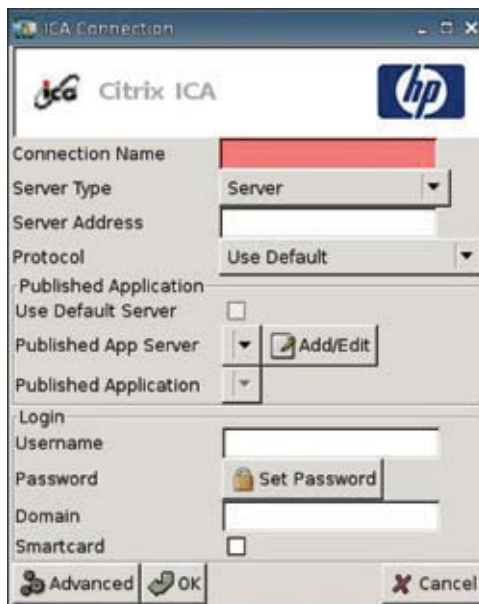 ICA Connection
ica Citrix ICA hp
Connection Name
Server Type Server
Server Address
Protocol Use Default
Published Application
Use Default Server
Published App Server Add/Edit
Published Application
Login
Username
Password Set Password
Domain
Smartcard
Advanced OK Cancel